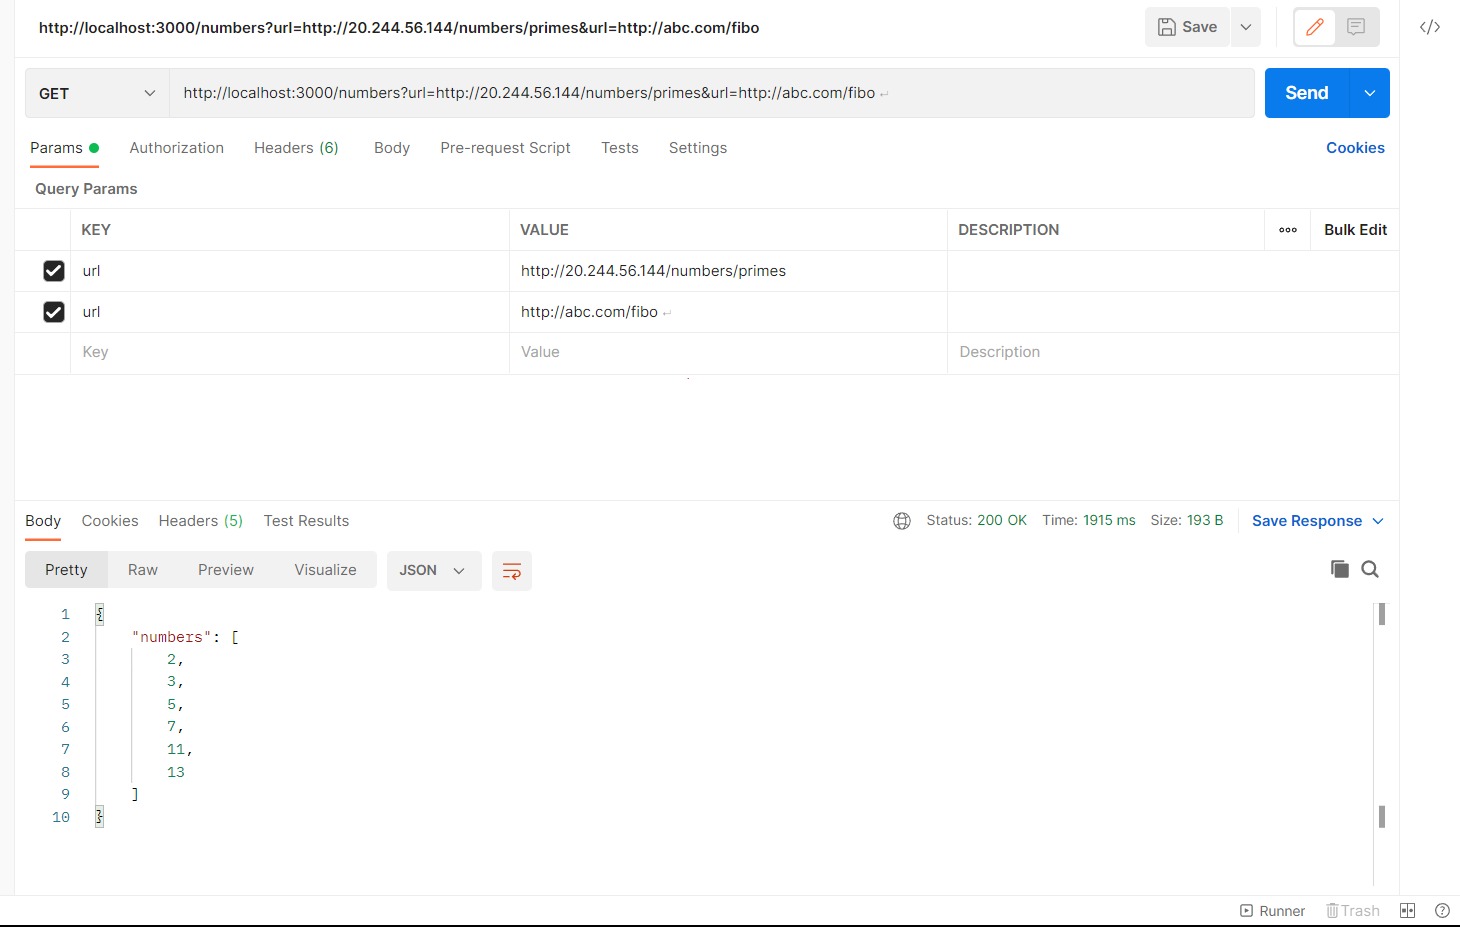 http://localhost:3000/numbers?url=http://20.244.56.144/numbers/primes&url=http://abc.com/fibo Save
GET http://localhost:3000/numbers?url=http://20.244.56.144/numbers/primes&url=http://abc.com/fibo Send
Params Authorization Headers (6) Body Pre-request Script Tests Settings Cookies
Query Params
KEY VALUE DESCRIPTION Bulk Edit
url http://20.244.56.144/numbers/primes
url http://abc.com/fibo
Key Value Description
Body Cookies Headers (5) Test Results Status: 200 OK Time: 1915 ms Size: 193 B Save Response
Pretty Raw Preview Visualize JSON
1 {
2 "numbers": [
3 2,
4 3,
5 5,
6 7,
7 11,
8 13
9 ]
10 }
Runner Trash